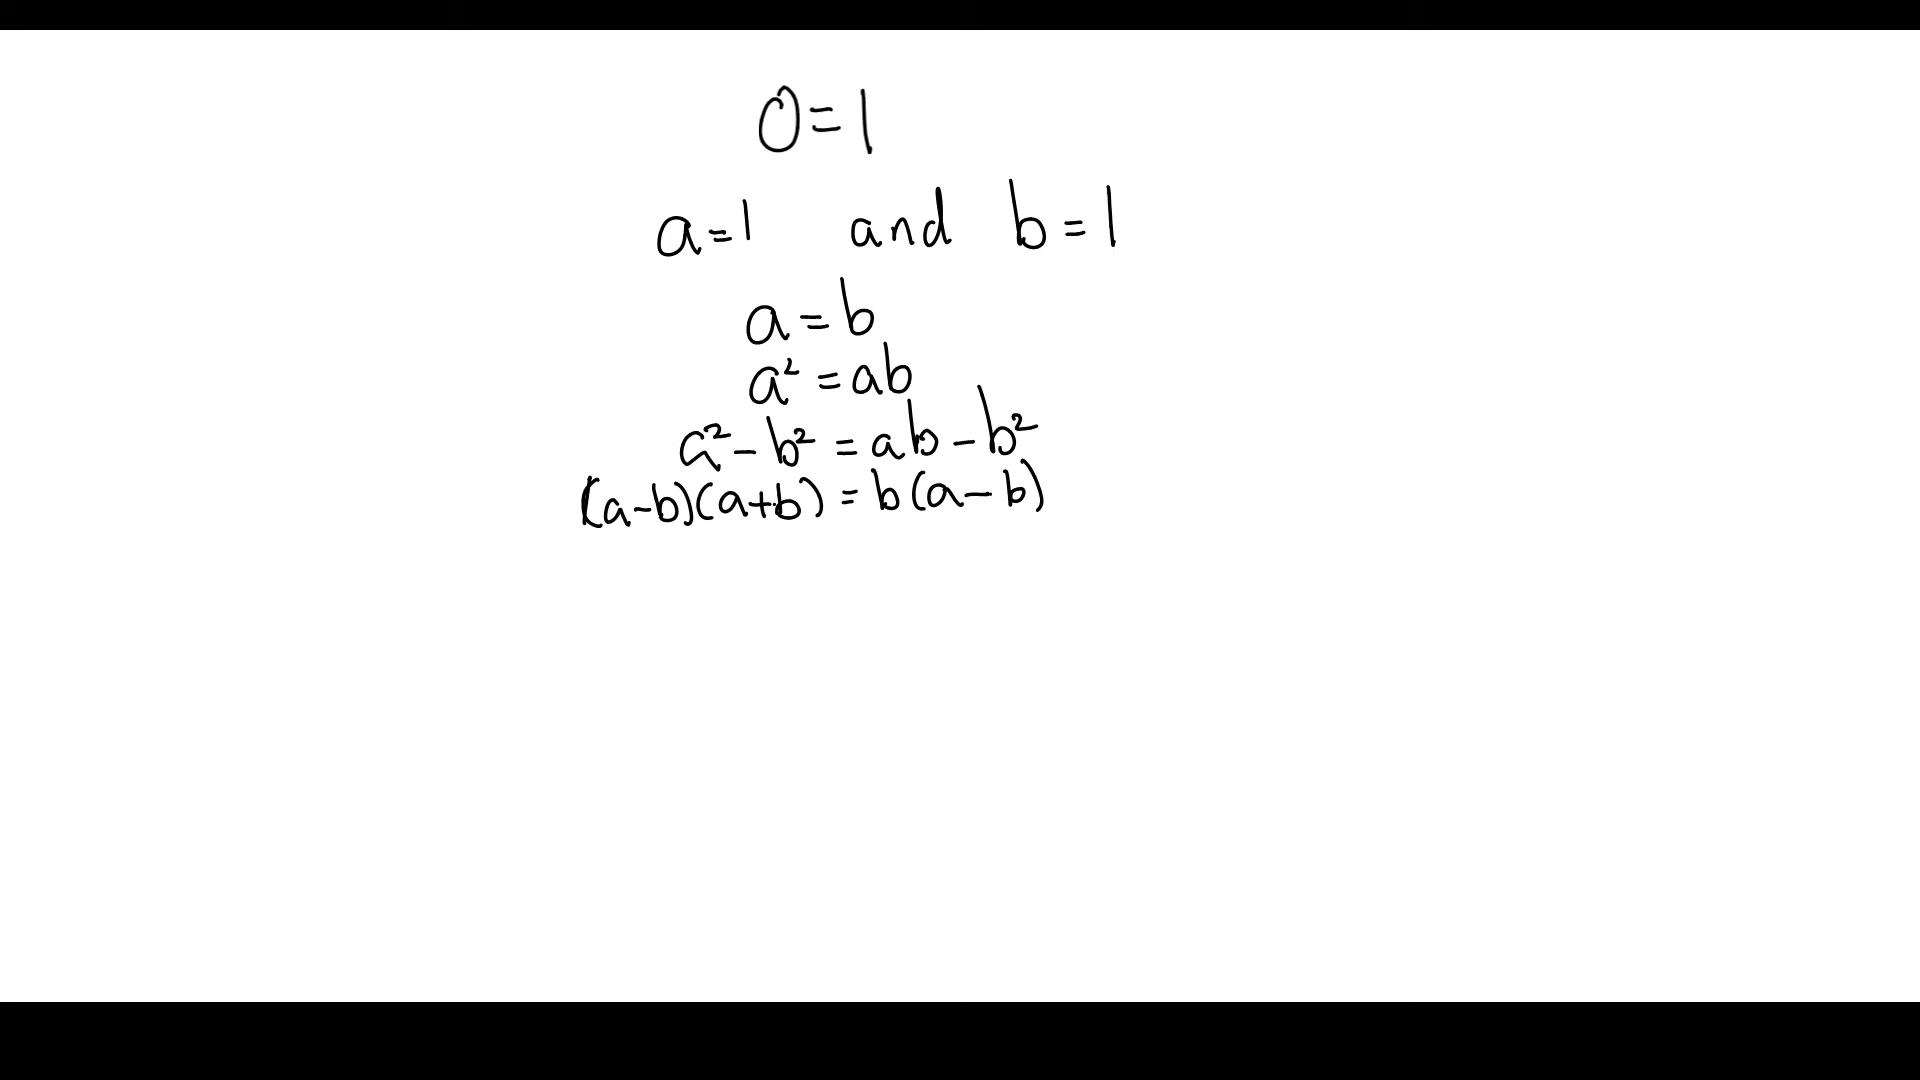 0=1
a=1 and b=1
a=b
a²=ab
a²-b²=ab-b²
(a-b)(a+b)=b(a-b)